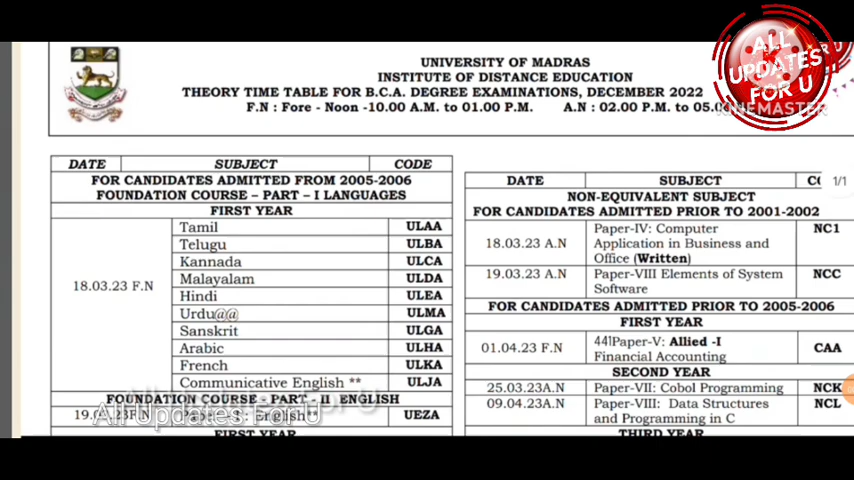 UNIVERSITY OF MADRAS
INSTITUTE OF DISTANCE EDUCATION
THEORY TIME TABLE FOR B.C.A. DEGREE EXAMINATIONS, DECEMBER 2022
F.N : Fore - Noon -10.00 A.M. to 01.00 P.M. A.N : 02.00 P.M. to 05.00
ALL
UPDATES
FOR U
KINEMASTER
DATE SUBJECT CODE
FOR CANDIDATES ADMITTED FROM 2005-2006
FOUNDATION COURSE - PART - I LANGUAGES
FIRST YEAR
18.03.23 F.N
Tamil ULAA
Telugu ULBA
Kannada ULCA
Malayalam ULDA
Hindi ULEA
Urdu@@ ULMA
Sanskrit ULGA
Arabic ULHA
French ULKA
Communicative English ** ULJA
FOUNDATION COURSE - PART - II ENGLISH
English** UEZA
All Updates For U
FIRST YEAR
1/1
DATE SUBJECT
NON-EQUIVALENT SUBJECT
FOR CANDIDATES ADMITTED PRIOR TO 2001-2002
18.03.23 A.N Paper-IV: Computer NC1
Application in Business and
Office (Written)
19.03.23 A.N Paper-VIII Elements of System NCC
Software
FOR CANDIDATES ADMITTED PRIOR TO 2005-2006
FIRST YEAR
01.04.23 F.N 441Paper-V: Allied -I CAA
Financial Accounting
SECOND YEAR
25.03.23A.N Paper-VII: Cobol Programming NCK
09.04.23A.N Paper-VIII: Data Structures NCL
and Programming in C
THIRD YEAR